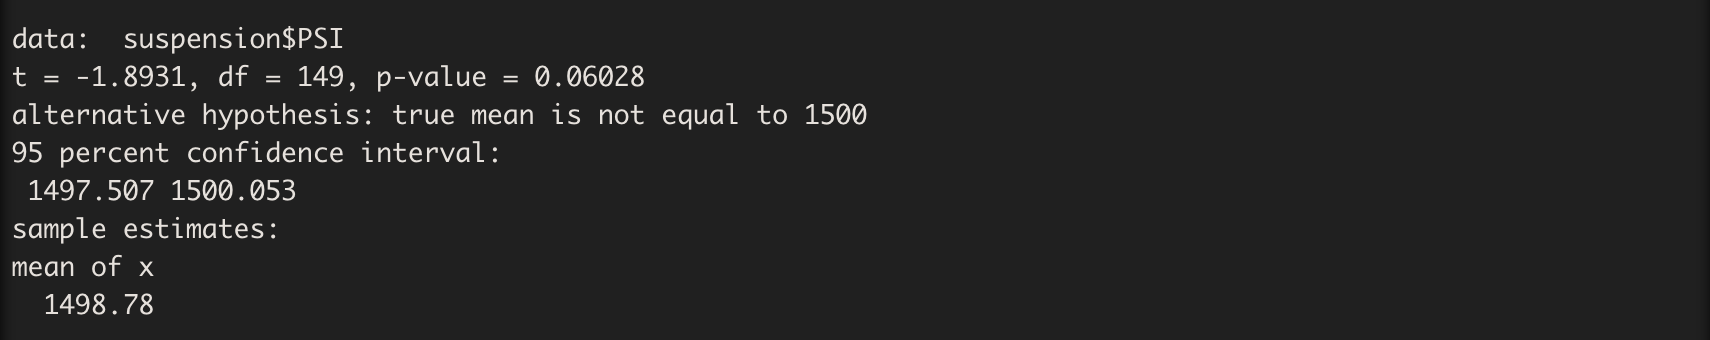 data:  suspension$PSI
t = -1.8931, df = 149, p-value = 0.06028
alternative hypothesis: true mean is not equal to 1500
95 percent confidence interval:
 1497.507 1500.053
sample estimates:
mean of x
  1498.78